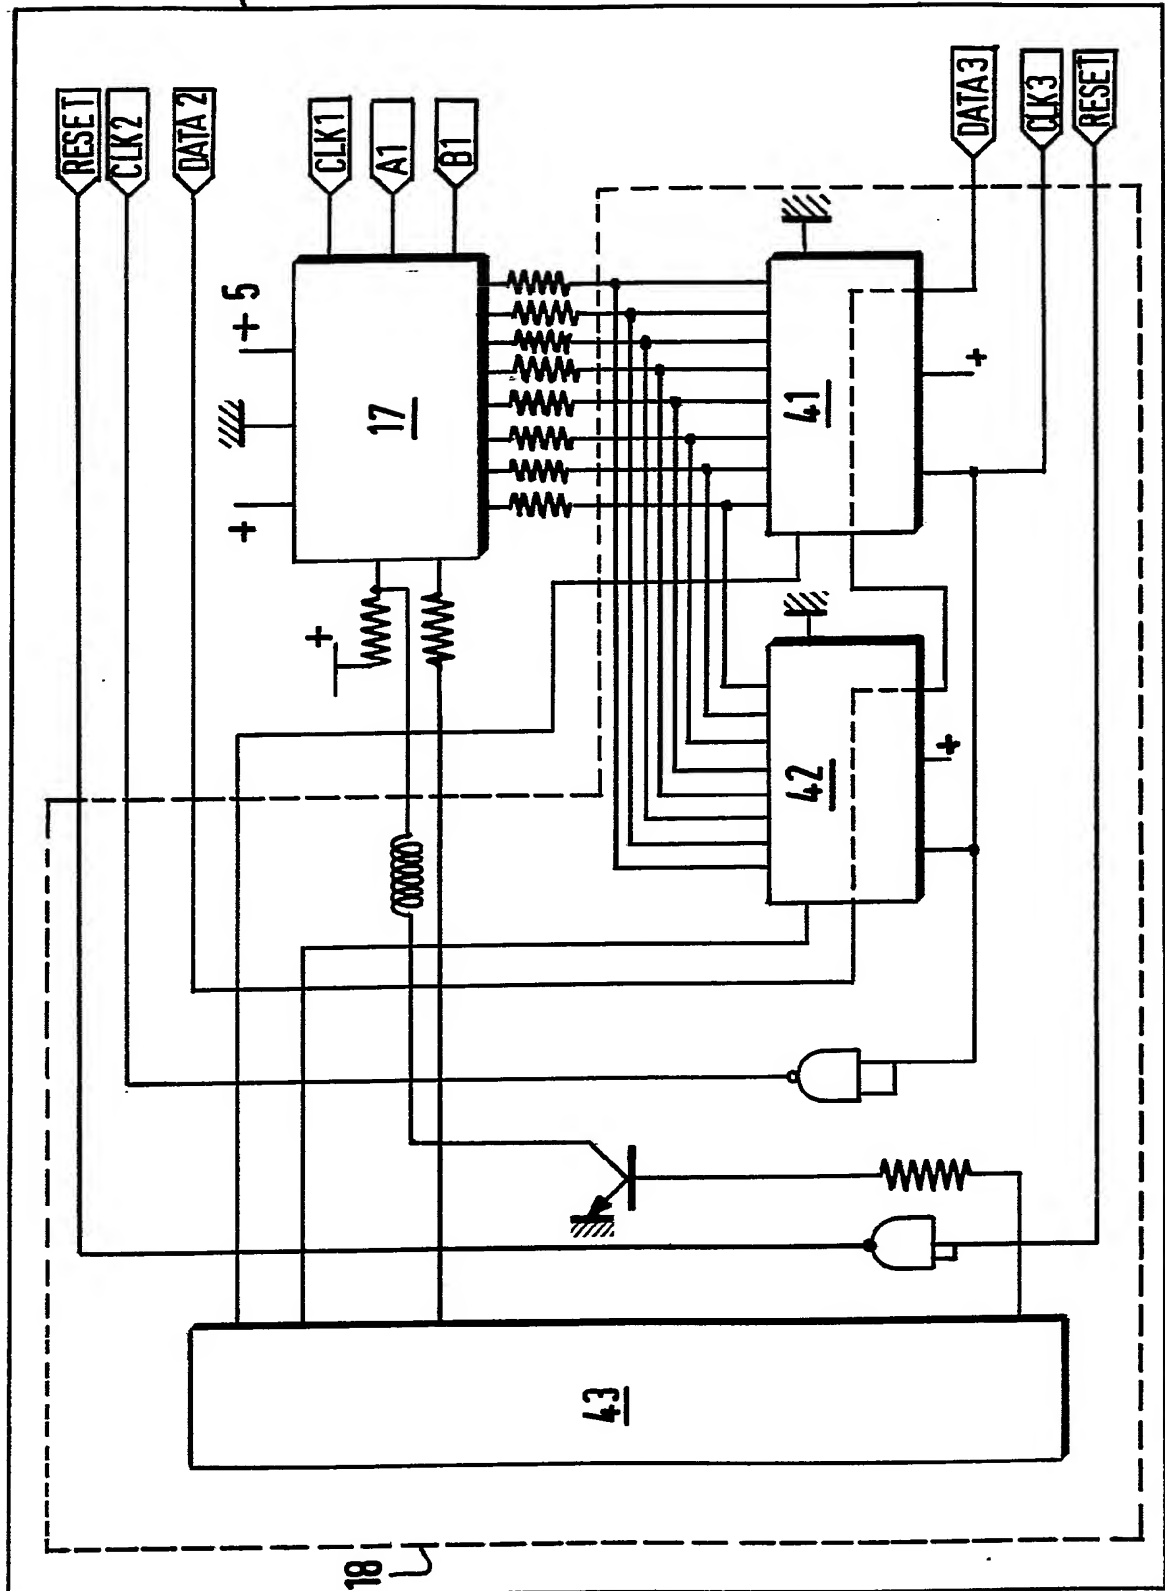 RESET
CLK2
DATA 2
CLK1
A1
B1
DATA3
CLK3
RESET
+ 5
+
17
+
41
+
42
+
43
18